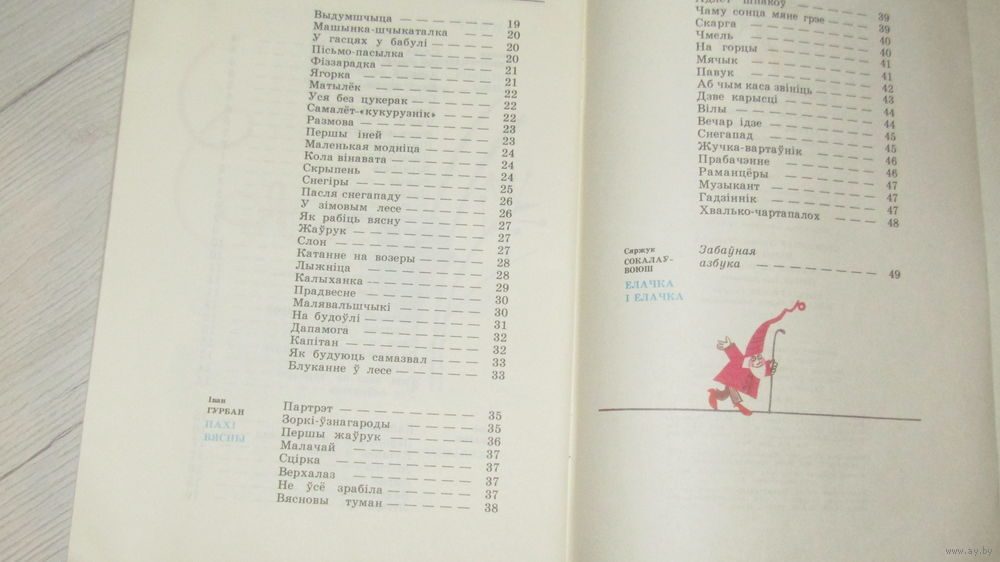 Выдумшчыца — — — — — — 19
Машынка-шчыкаталка — — 20
У гасцях у бабулі — — — — 20
Пісьмо-пасылка — — — — — 20
Фіззарадка — — — — — — 21
Ягорка — — — — — — — 21
Матылёк — — — — — — — 22
Уся без цукерак — — — — 22
Самалёт-«кукурузнік» — — — 22
Размова — — — — — — — 23
Першы іней — — — — — — 23
Маленькая модніца — — — — 24
Кола вінавата — — — — — 24
Скрыпень — — — — — — — 24
Снегіры — — — — — — — 25
Пасля снегападу — — — — — 26
У зімовым лесе — — — — — 26
Як рабіць вясну — — — — — 27
Жаўрук — — — — — — — 27
Слон — — — — — — — — 27
Катанне на возеры — — — — 28
Лыжніца — — — — — — — 28
Калыханка — — — — — — 29
Прадвесне — — — — — — 30
Малявальшчыкі — — — — — 30
На будоўлі — — — — — — 31
Дапамога — — — — — — 32
Капітан — — — — — — — 32
Як будуюць самазвал — — — 33
Блуканне ў лесе — — — — — 33
Іван
ГУРБАН
ПАХІ
ВЯСНЫ
Партрэт — — — — — — — 35
Зоркі-ўзнагароды — — — — 35
Першы жаўрук — — — — — 36
Малачай — — — — — — — 37
Сцірка — — — — — — — 37
Верхалаз — — — — — — 37
Не ўсё зрабіла — — — — — 37
Вясновы туман — — — — — 38
шпакоў — — — — 39
Чаму сонца мяне грэе — — — 39
Скарга — — — — — — — 40
Чмель — — — — — — — 40
На горцы — — — — — — 41
Мячык — — — — — — — 41
Павук — — — — — — — 42
Аб чым каса звініць — — — 43
Дзве карысці — — — — — 44
Вілы — — — — — — — 44
Вечар ідзе — — — — — — 45
Снегапад — — — — — — 45
Жучка-вартаўнік — — — — 46
Прабачэнне — — — — — 46
Раманцёры — — — — — — 47
Музыкант — — — — — — 47
Гадзіннік — — — — — — 47
Хвалько-чартапалох — — — 48
Сяржук
СОКАЛАЎ-
ВОЮШ
ЕЛАЧКА
І ЕЛАЧКА
Забаўная
азбука — — — — — — — 49
www.ay.by